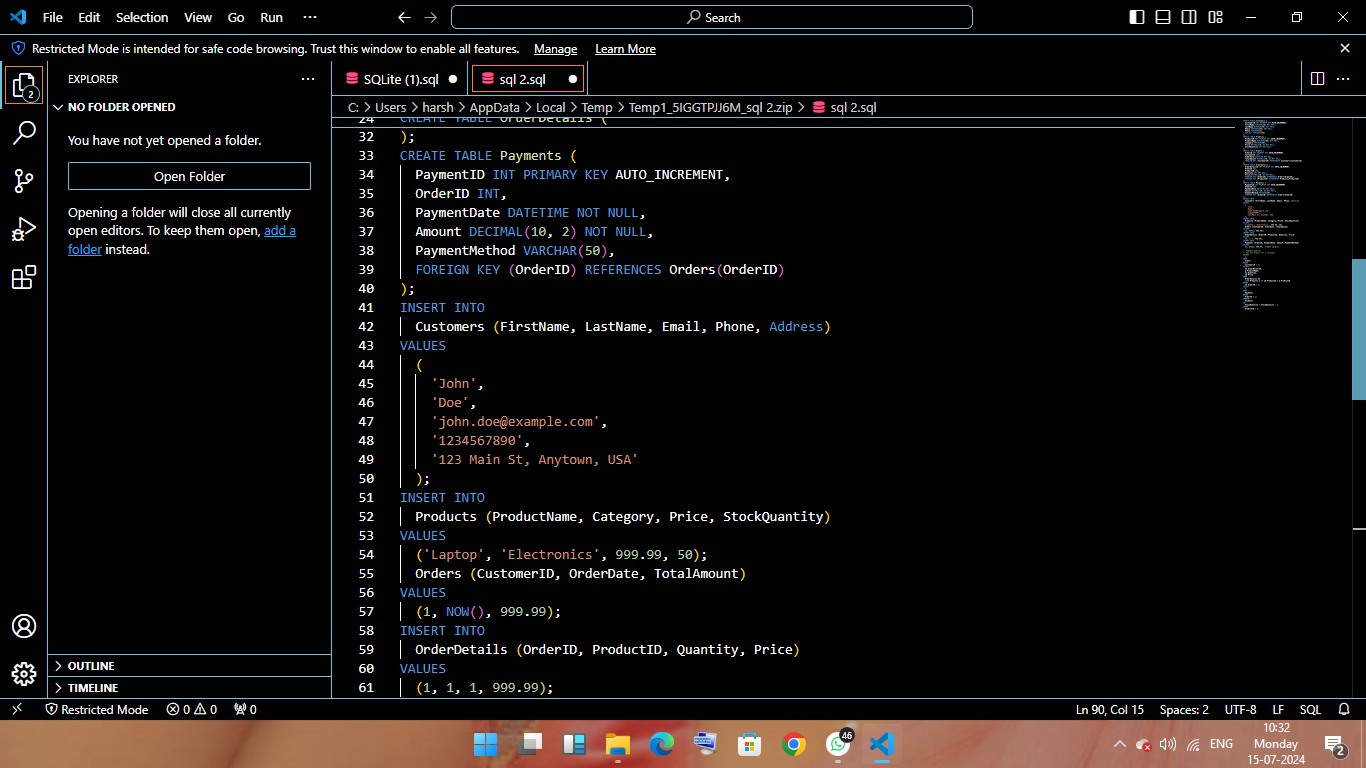 File Edit Selection View Go Run ···
Search
Restricted Mode is intended for safe code browsing. Trust this window to enable all features. Manage Learn More
EXPLORER
SQLite (1).sql
sql 2.sql
NO FOLDER OPENED
C: > Users > harsh > AppData > Local > Temp > Temp1_5IGGTPJJ6M_sql 2.zip > sql 2.sql
You have not yet opened a folder.
Open Folder
Opening a folder will close all currently
open editors. To keep them open, add a
folder instead.
2
OUTLINE
TIMELINE
24 CREATE TABLE OrderDetails (
32 );
33 CREATE TABLE Payments (
34 PaymentID INT PRIMARY KEY AUTO_INCREMENT,
35 OrderID INT,
36 PaymentDate DATETIME NOT NULL,
37 Amount DECIMAL(10, 2) NOT NULL,
38 PaymentMethod VARCHAR(50),
39 FOREIGN KEY (OrderID) REFERENCES Orders(OrderID)
40 );
41 INSERT INTO
42 Customers (FirstName, LastName, Email, Phone, Address)
43 VALUES
44 (
45 'John',
46 'Doe',
47 'john.doe@example.com',
48 '1234567890',
49 '123 Main St, Anytown, USA'
50 );
51 INSERT INTO
52 Products (ProductName, Category, Price, StockQuantity)
53 VALUES
54 ('Laptop', 'Electronics', 999.99, 50);
55 Orders (CustomerID, OrderDate, TotalAmount)
56 VALUES
57 (1, NOW(), 999.99);
58 INSERT INTO
59 OrderDetails (OrderID, ProductID, Quantity, Price)
60 VALUES
61 (1, 1, 1, 999.99);
Restricted Mode 0 0 0 Ln 90, Col 15 Spaces: 2 UTF-8 LF SQL
46
ENG
10:32
Monday
15-07-2024
2